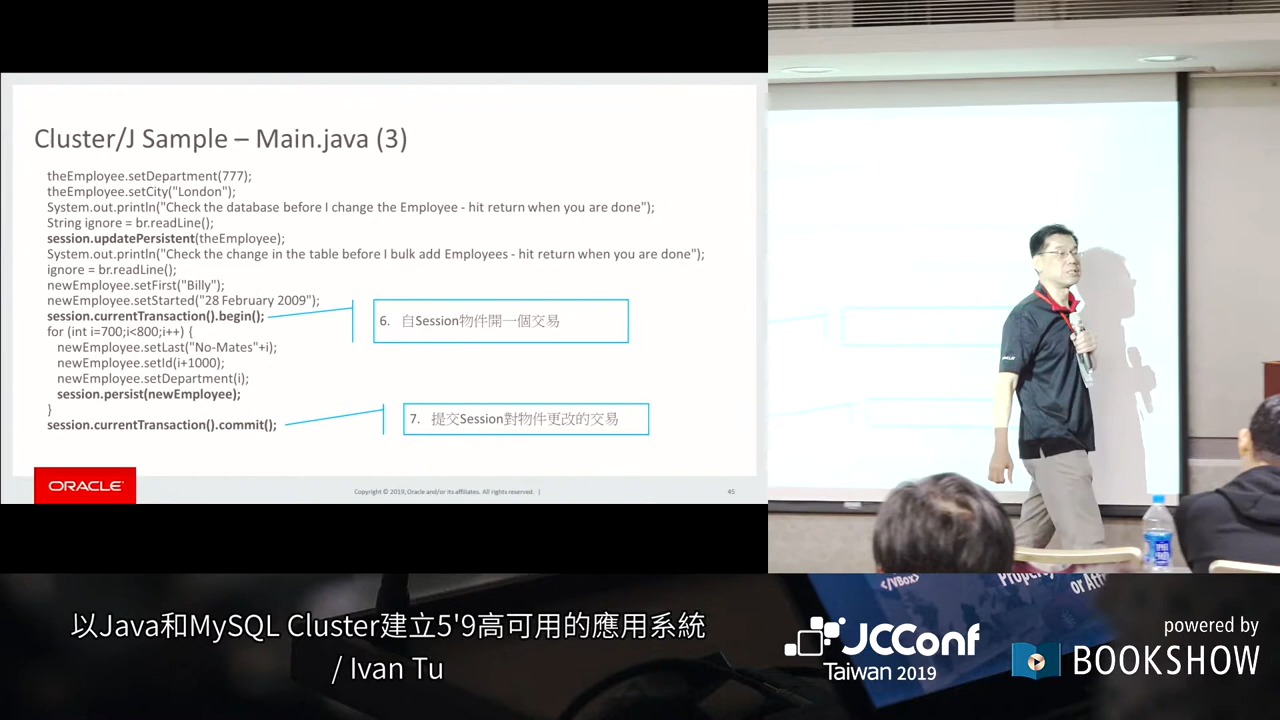 Cluster/J Sample – Main.java (3)
theEmployee.setDepartment(777);
theEmployee.setCity("London");
System.out.println("Check the database before I change the Employee - hit return when you are done");
String ignore = br.readLine();
session.updatePersistent(theEmployee);
System.out.println("Check the change in the table before I bulk add Employees - hit return when you are done");
ignore = br.readLine();
newEmployee.setFirst("Billy");
newEmployee.setStarted("28 February 2009");
session.currentTransaction().begin();
6. 自Session物件開一個交易
for (int i=700;i<800;i++) {
newEmployee.setLast("No-Mates"+i);
newEmployee.setId(i+1000);
newEmployee.setDepartment(i);
session.persist(newEmployee);
}
session.currentTransaction().commit();
7. 提交Session對物件更改的交易
ORACLE
Copyright © 2019, Oracle and/or its affiliates. All rights reserved. |
45
ORACLE
</VBox>
or Aff
以Java和MySQL Cluster建立5'9高可用的應用系統
/ Ivan Tu
JCConf
Taiwan 2019
powered by
BOOKSHOW